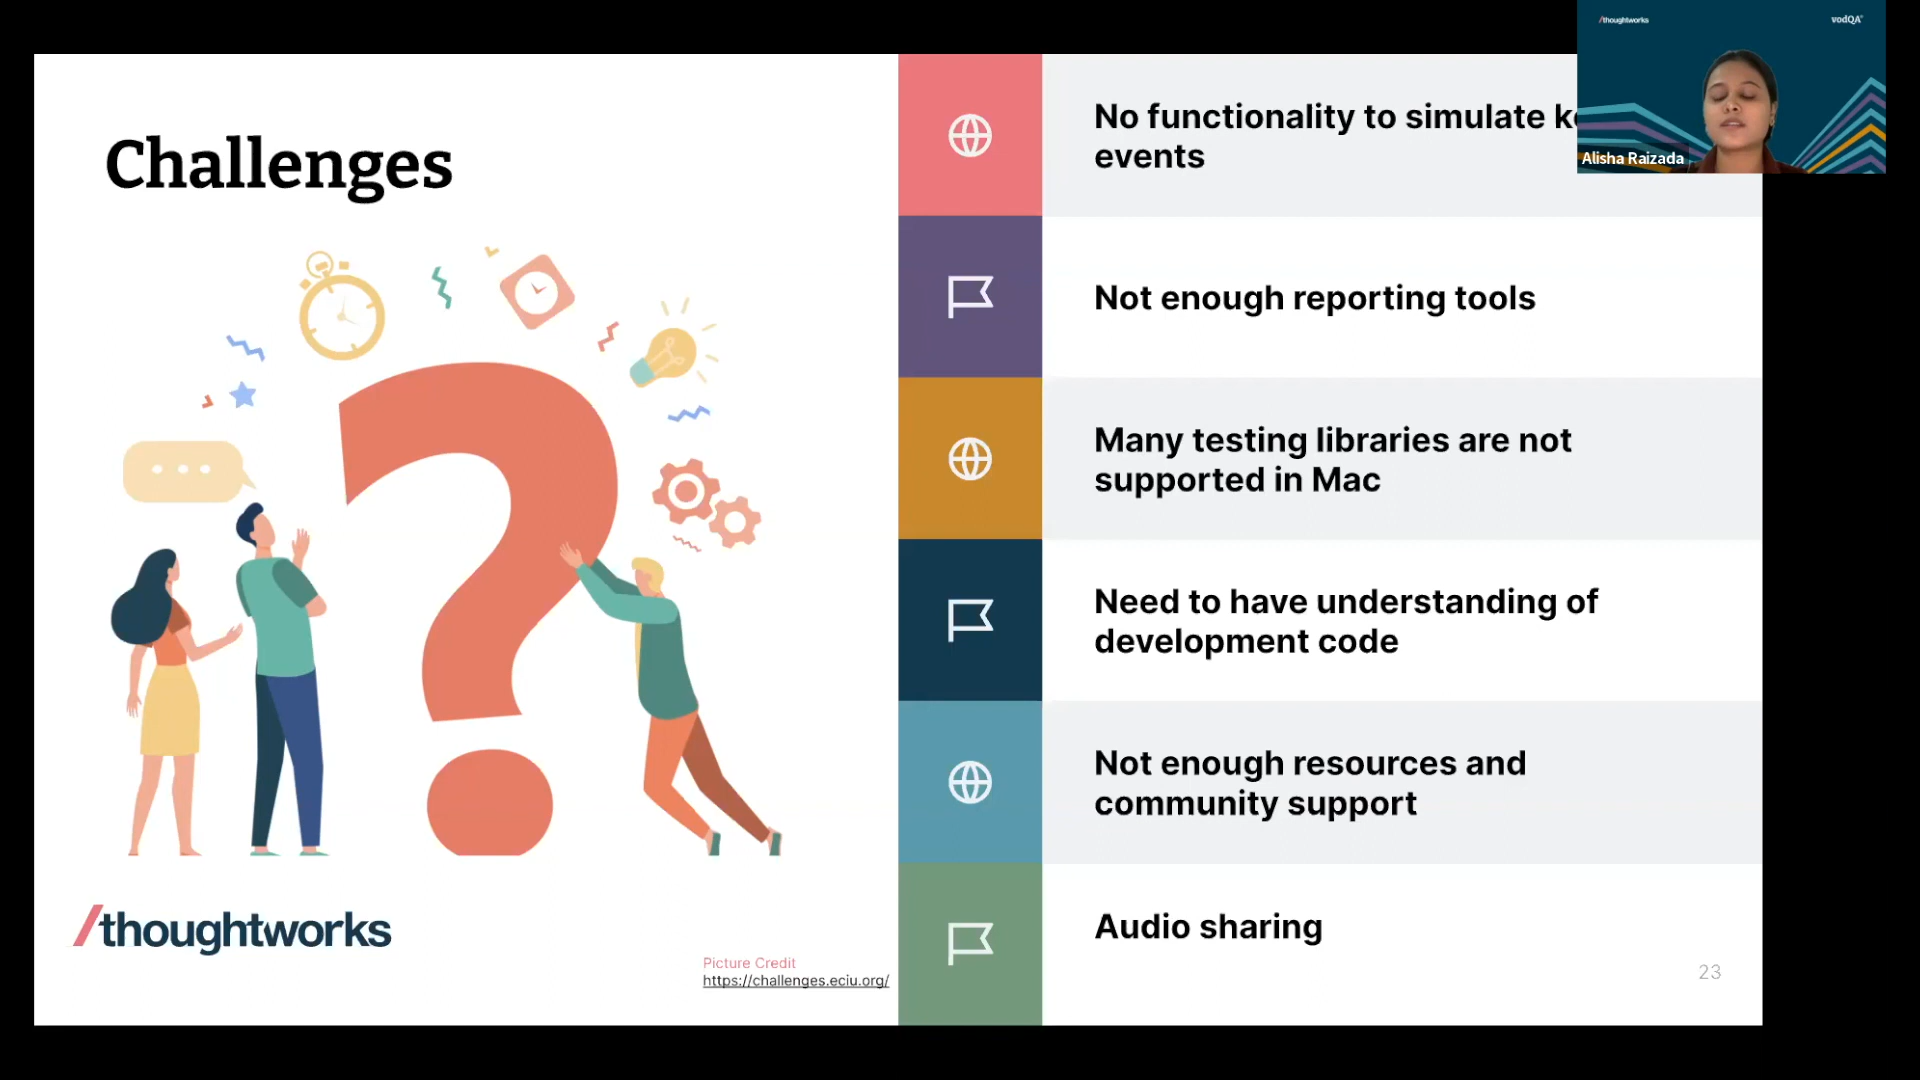 /thoughtworks
vodQA
Alisha Raizada
Challenges
No functionality to simulate
events
Not enough reporting tools
Many testing libraries are not
supported in Mac
Need to have understanding of
development code
Not enough resources and
community support
Audio sharing
/thoughtworks
Picture Credit
https://challenges.eciu.org/
23